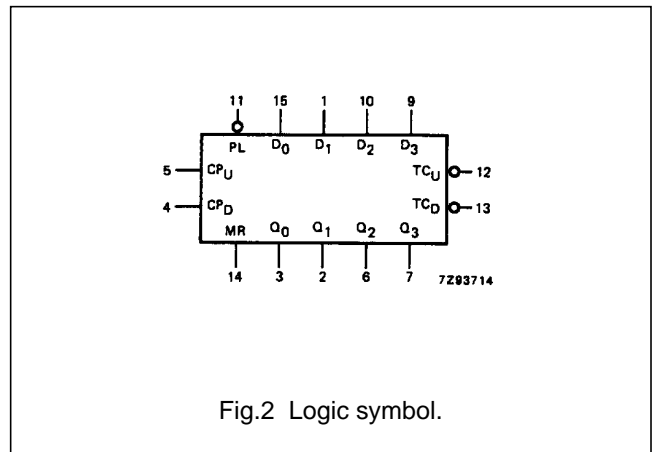 11 15 1 10 9
PL D0 D1 D2 D3
5 CPU TCU 12
4 CPD TCD 13
MR Q0 Q1 Q2 Q3
14 3 2 6 7 7Z93714
Fig.2 Logic symbol.